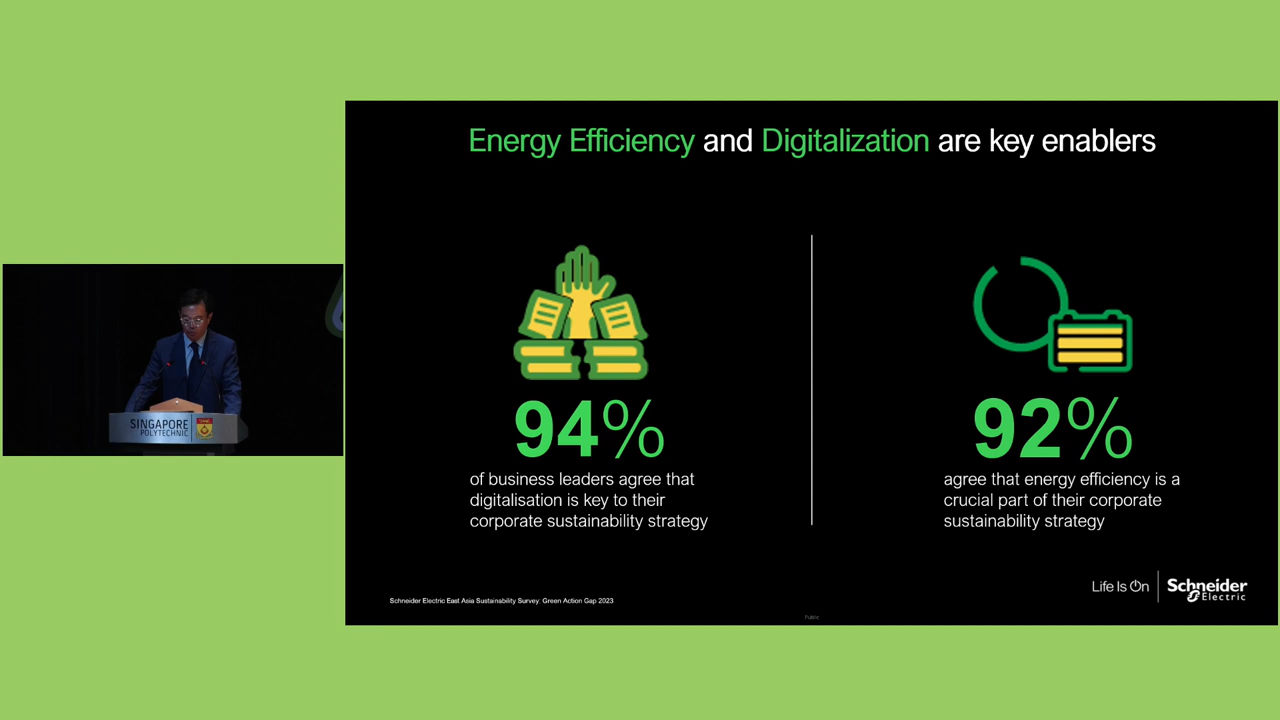 Energy Efficiency and Digitalization are key enablers
94%
of business leaders agree that
digitalisation is key to their
corporate sustainability strategy
92%
agree that energy efficiency is a
crucial part of their corporate
sustainability strategy
SINGAPORE
POLYTECHNIC
Life Is On
Schneider
Electric
Schneider Electric East Asia Sustainability Survey: Green Action Gap 2023
Public